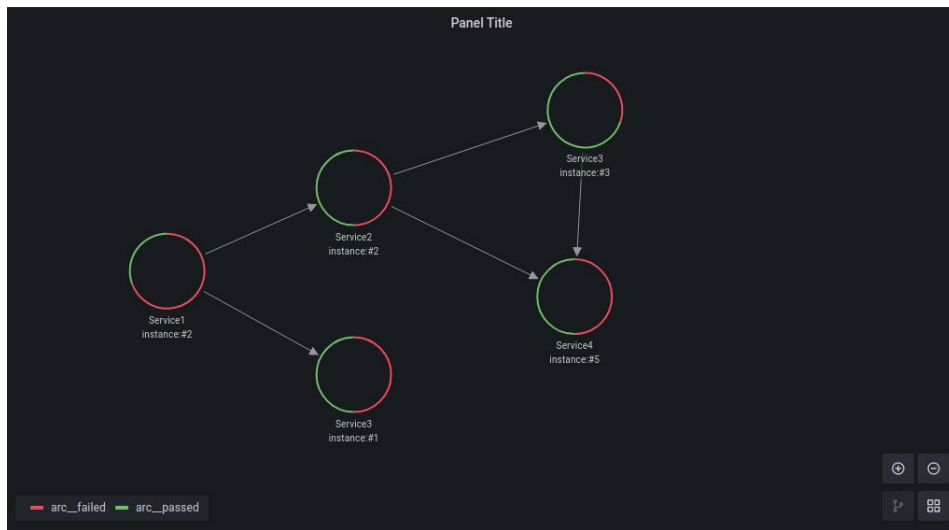 Panel Title
Service3
instance:#3
Service2
instance:#2
Service1
instance:#2
Service4
instance:#5
Service3
instance:#1
arc__failed
arc__passed